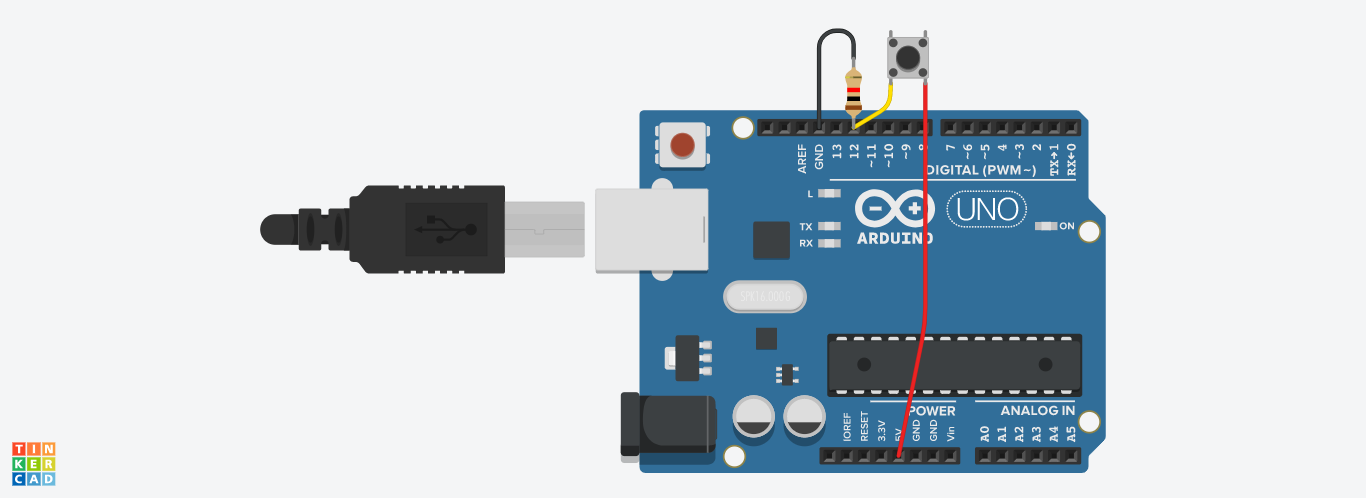 AREF
GND
13
12
~11
~10
~9
8
7
~6
~5
4
~3
2
TX→1
RX←0
DIGITAL (PWM~)
L
TX
RX
UNO
ARDUINO
ON
SPK16.000G
POWER
ANALOG IN
IOREF
RESET
3.3V
5V
GND
GND
Vin
A0
A1
A2
A3
A4
A5
TIN
KER
CAD